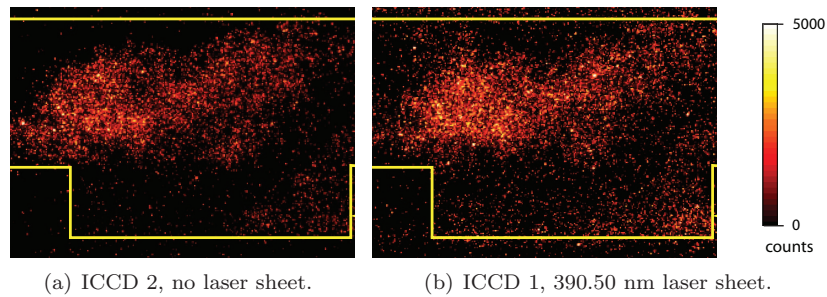 5000
0
counts
(a) ICCD 2, no laser sheet.
(b) ICCD 1, 390.50 nm laser sheet.